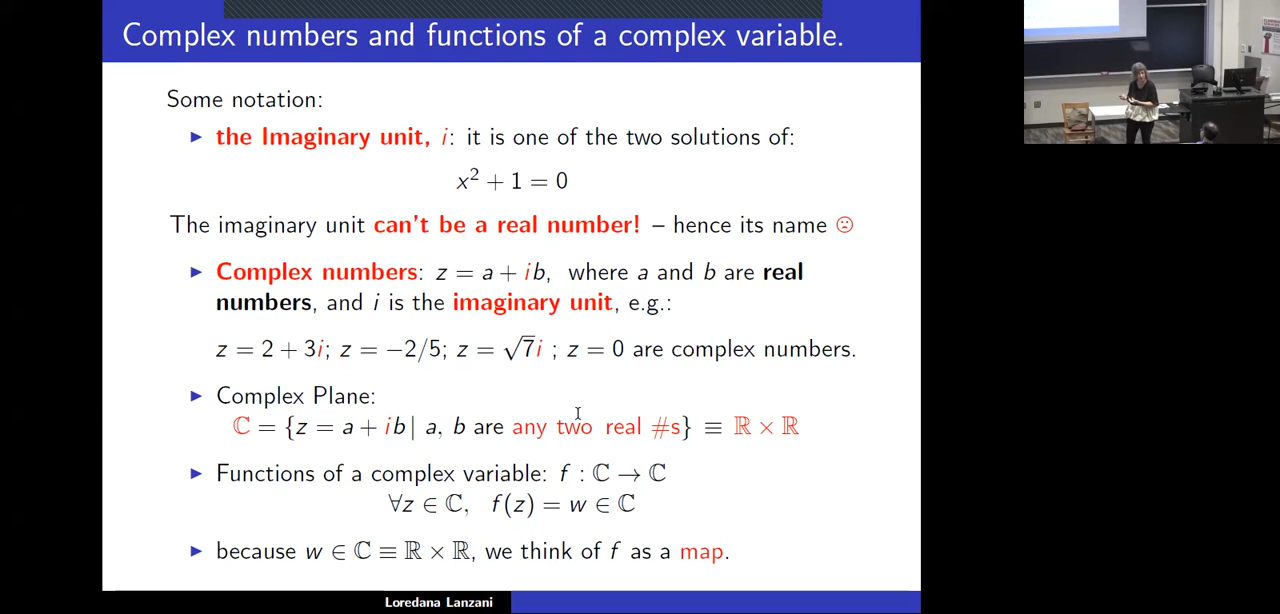 Complex numbers and functions of a complex variable.
Some notation:
▶ the Imaginary unit, i: it is one of the two solutions of:
x² + 1 = 0
The imaginary unit can't be a real number! – hence its name ☹
▶ Complex numbers: z = a + ib, where a and b are real
numbers, and i is the imaginary unit, e.g.:
z = 2 + 3i; z = −2/5; z = √7i ; z = 0 are complex numbers.
▶ Complex Plane:
ℂ = {z = a + ib | a, b are any two real #s} ≡ ℝ × ℝ
▶ Functions of a complex variable: f : ℂ → ℂ
∀z ∈ ℂ, f(z) = w ∈ ℂ
▶ because w ∈ ℂ ≡ ℝ × ℝ, we think of f as a map.
Loredana Lanzani